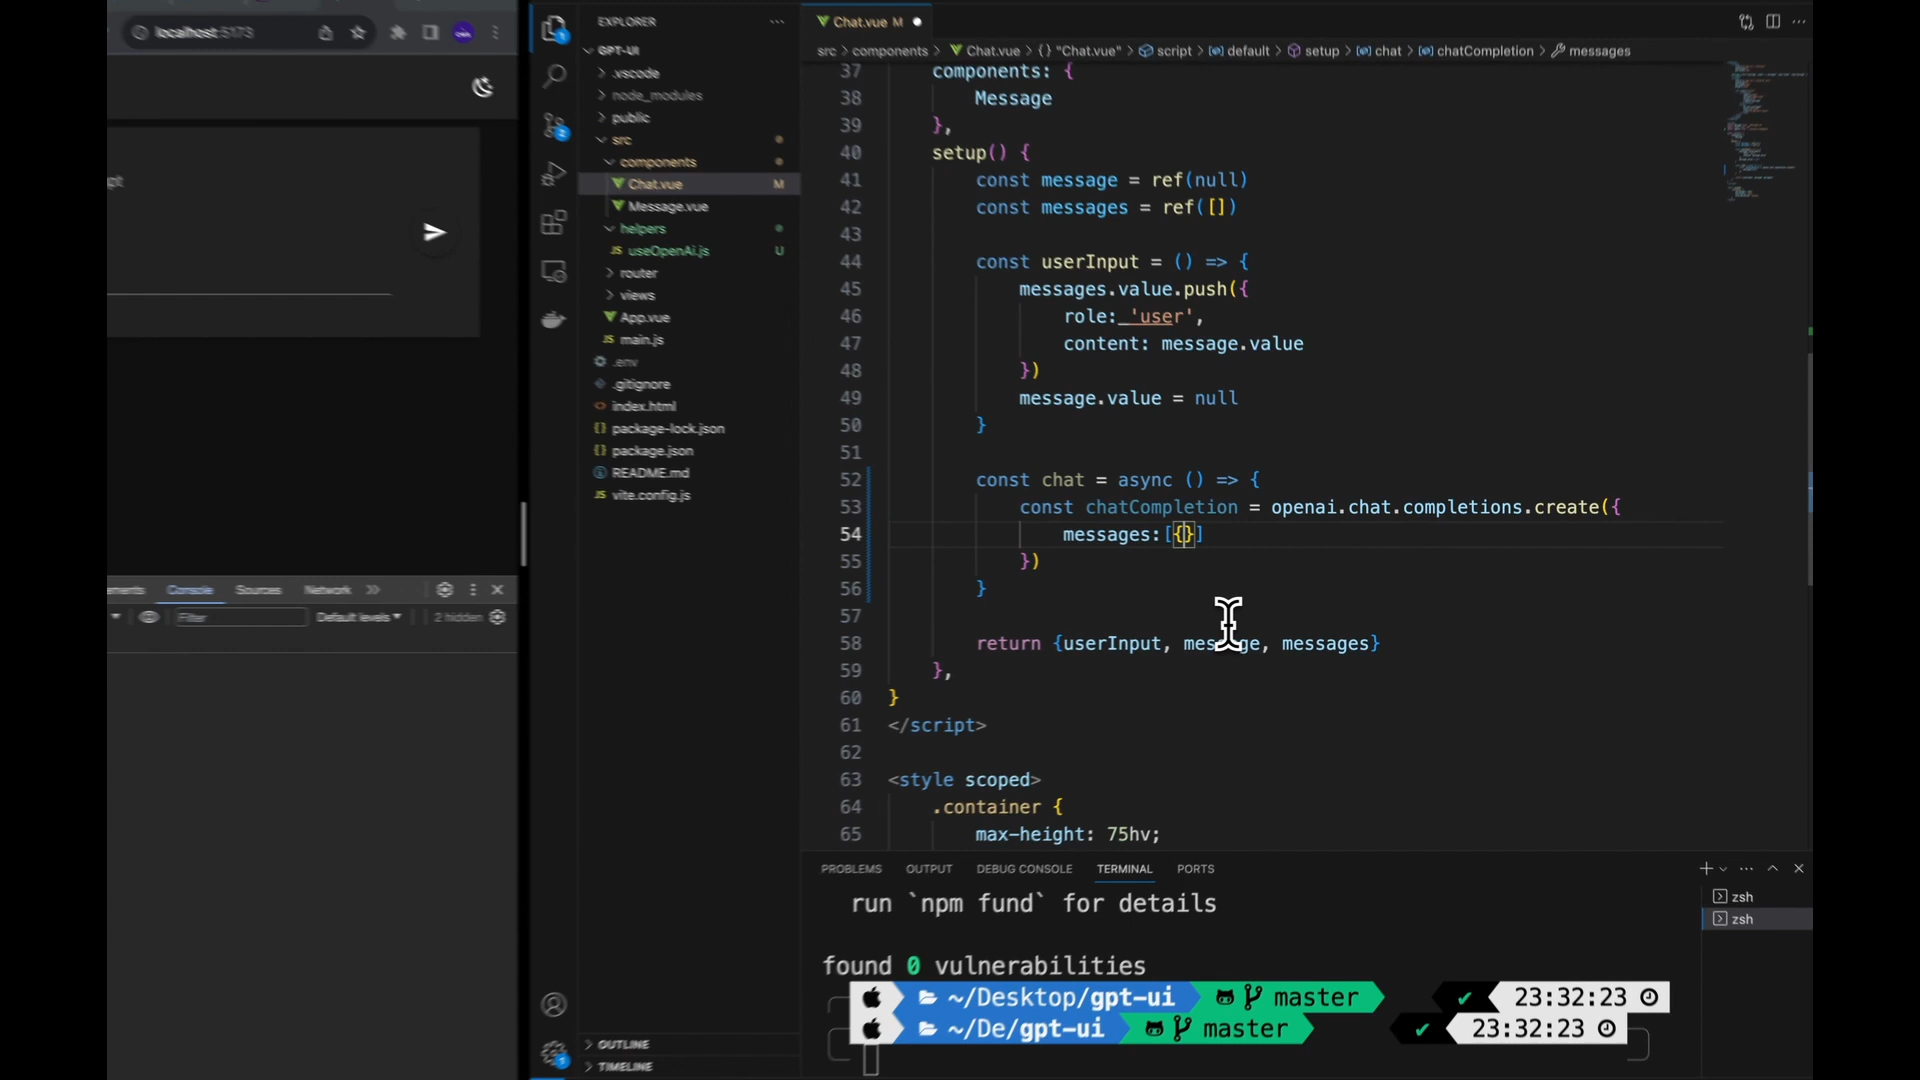 localhost:5173
pt
Console
Sources
Network
Filter
Default levels
2 hidden
EXPLORER
GPT-UI
.vscode
node_modules
public
src
components
Chat.vue M
Message.vue
helpers
useOpenAi.js U
router
views
App.vue
main.js
.env
.gitignore
index.html
package-lock.json
package.json
README.md
vite.config.js
OUTLINE
TIMELINE
Chat.vue M
src > components > Chat.vue > {} "Chat.vue" > script > default > setup > chat > chatCompletion > messages
37 components: {
38 Message
39 },
40 setup() {
41 const message = ref(null)
42 const messages = ref([])
43
44 const userInput = () => {
45 messages.value.push({
46 role: 'user',
47 content: message.value
48 })
49 message.value = null
50 }
51
52 const chat = async () => {
53 const chatCompletion = openai.chat.completions.create({
54 messages:[{}]
55 })
56 }
57
58 return {userInput, message, messages}
59 },
60 }
61 </script>
62
63 <style scoped>
64 .container {
65 max-height: 75hv;
PROBLEMS OUTPUT DEBUG CONSOLE TERMINAL PORTS
run `npm fund` for details
found 0 vulnerabilities
~/Desktop/gpt-ui master ✔ 23:32:23
~/De/gpt-ui master ✔ 23:32:23
zsh
zsh